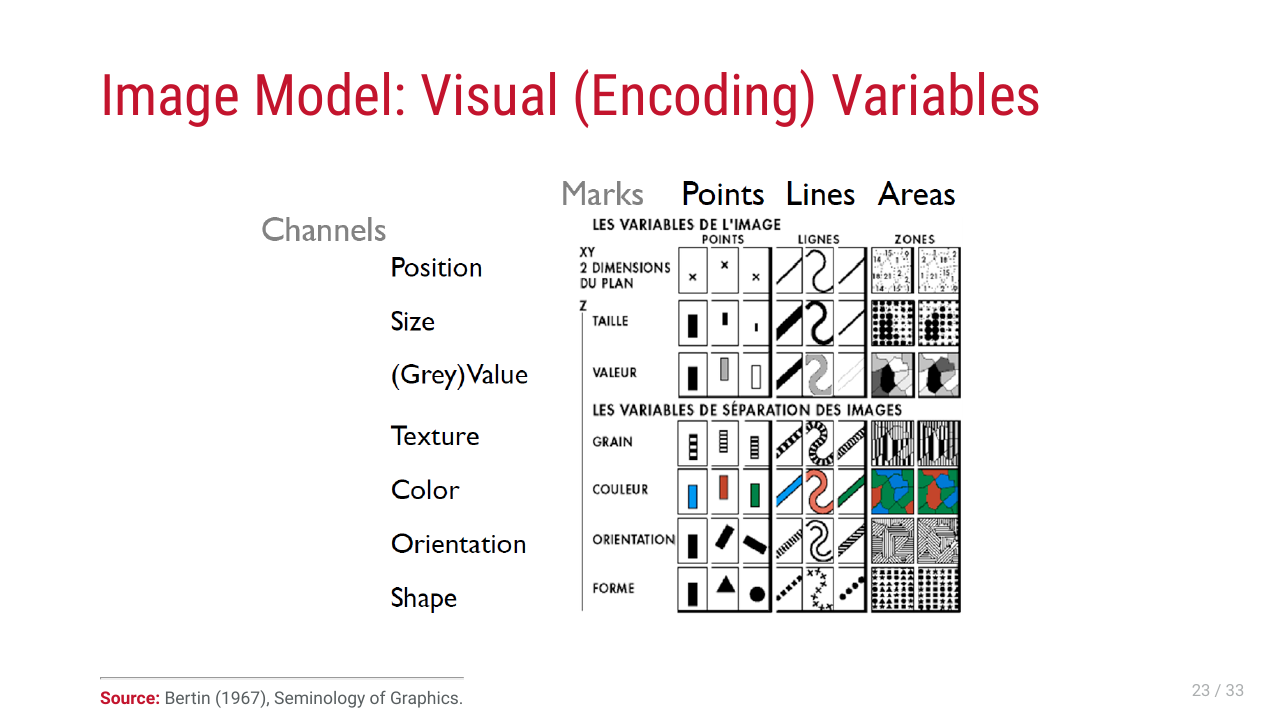 Image Model: Visual (Encoding) Variables
Marks Points Lines Areas
Channels
LES VARIABLES DE L'IMAGE
POINTS LIGNES ZONES
Position
XY
2 DIMENSIONS
DU PLAN
Z
Size
TAILLE
(Grey)Value
VALEUR
LES VARIABLES DE SÉPARATION DES IMAGES
Texture
GRAIN
Color
COULEUR
Orientation
ORIENTATION
Shape
FORME
Source: Bertin (1967), Seminology of Graphics.
23 / 33